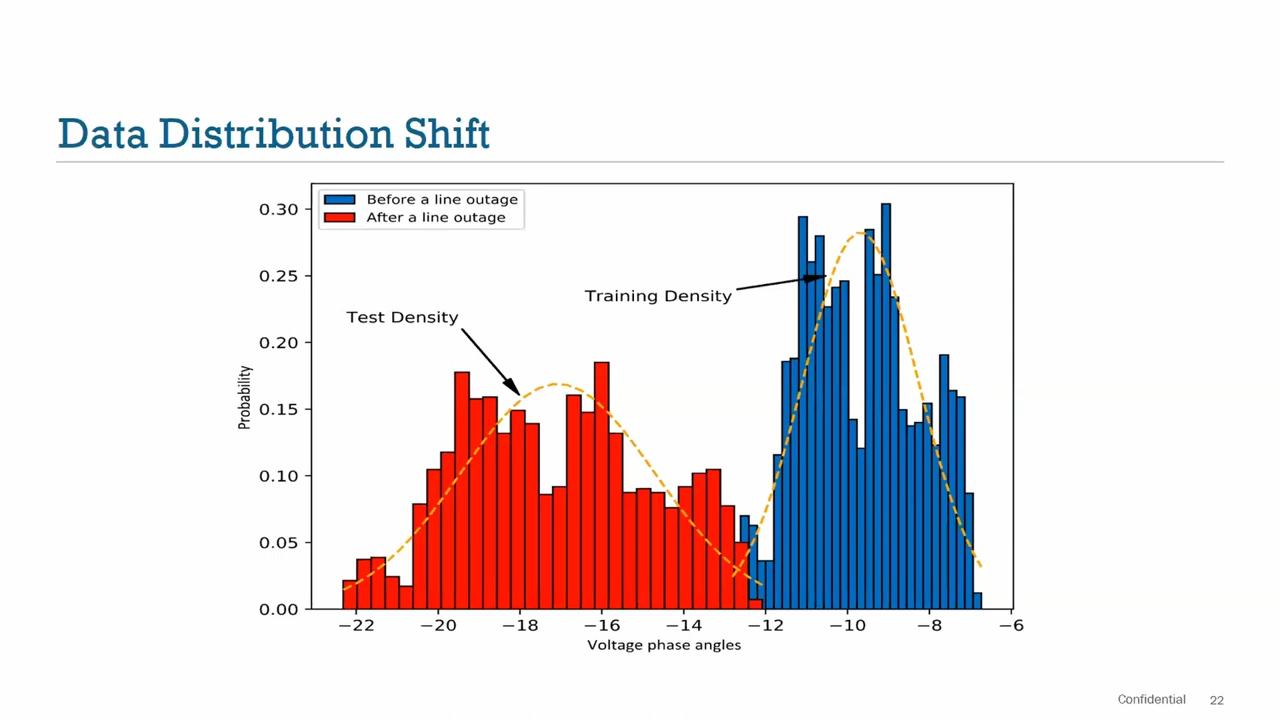 Data Distribution Shift
Before a line outage
After a line outage
0.30
0.25
0.20
0.15
0.10
0.05
0.00
Probability
Training Density
Test Density
−22 −20 −18 −16 −14 −12 −10 −8 −6
Voltage phase angles
Confidential 22